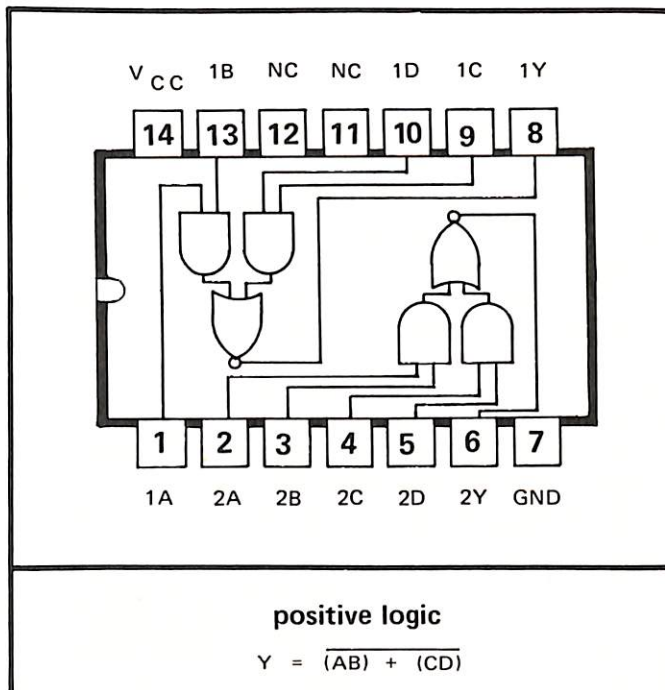 VCC 1B NC NC 1D 1C 1Y
14 13 12 11 10 9 8
1 2 3 4 5 6 7
1A 2A 2B 2C 2D 2Y GND
positive logic
Y = (AB) + (CD)